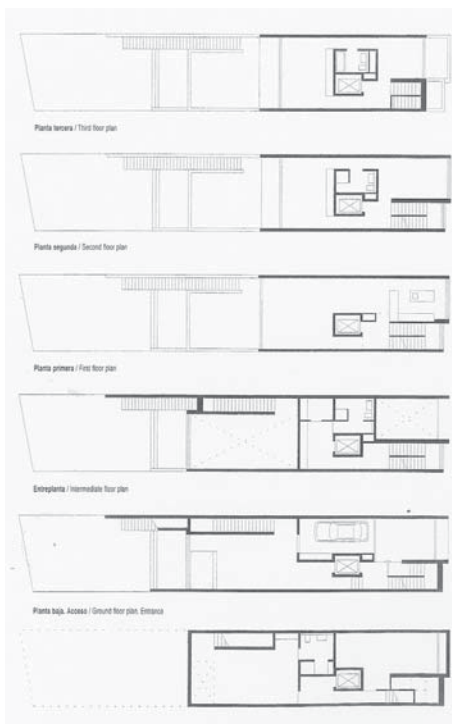 Planta tercera / Third floor plan
Planta segunda / Second floor plan
Planta primera / First floor plan
Entreplanta / Intermediate floor plan
Planta baja. Acceso / Ground floor plan. Entrance